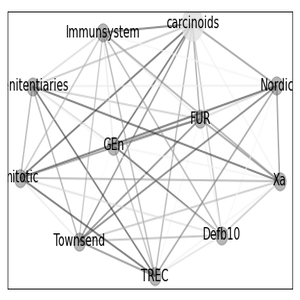 carcinoids
Immunsystem
nitentiaries
Nordic
FUR
GEn
nitotic
Xa
Townsend
Defb10
TREC